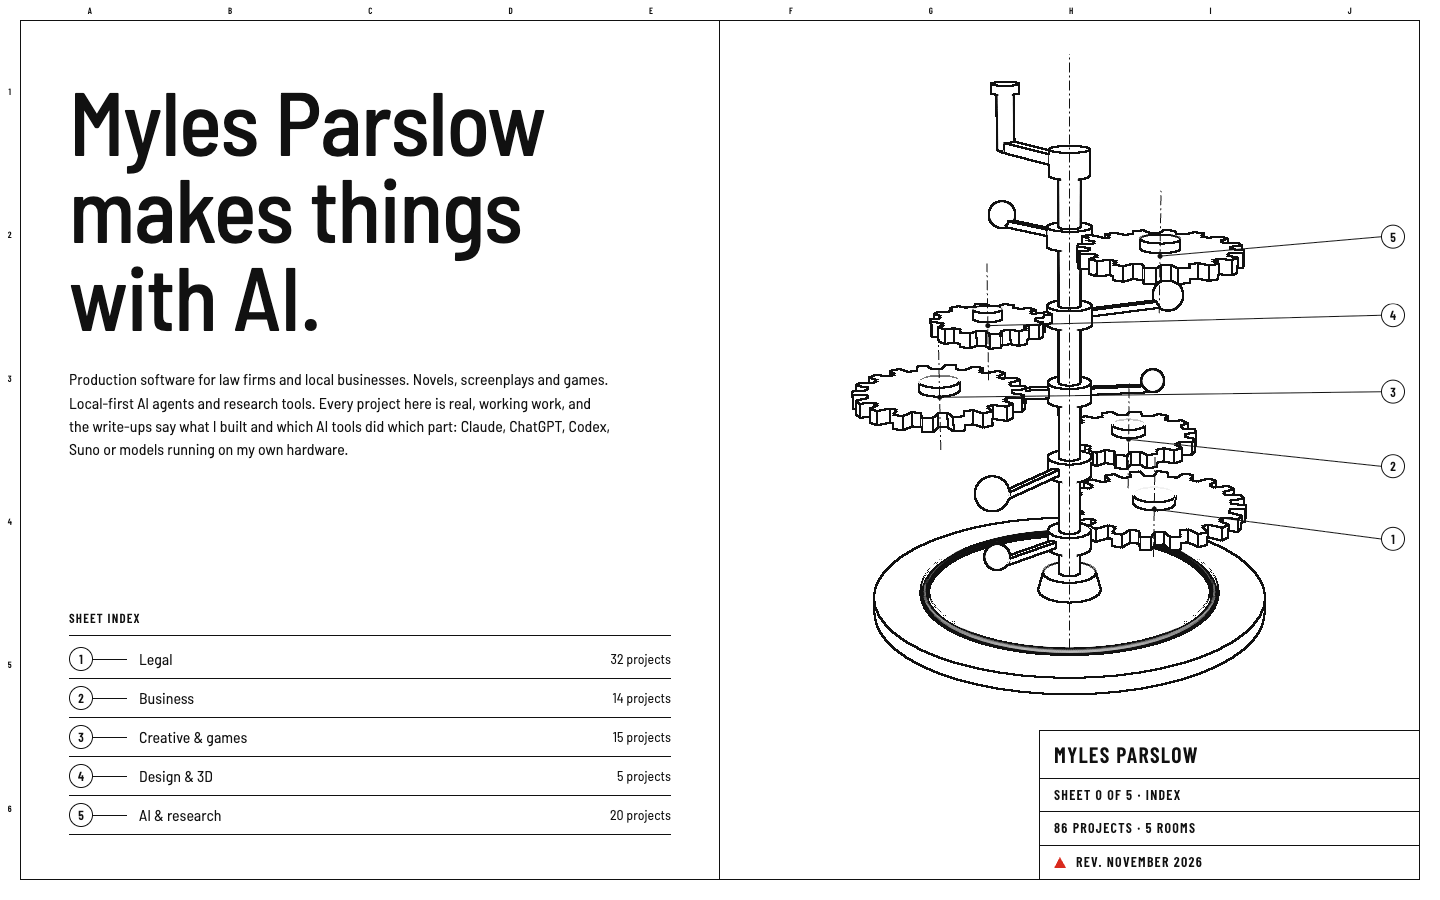 A B C D E F G H I J
1
2
3
4
5
6
Myles Parslow
makes things
with AI.
Production software for law firms and local businesses. Novels, screenplays and games.
Local-first AI agents and research tools. Every project here is real, working work, and
the write-ups say what I built and which AI tools did which part: Claude, ChatGPT, Codex,
Suno or models running on my own hardware.
SHEET INDEX
1 Legal 32 projects
2 Business 14 projects
3 Creative & games 15 projects
4 Design & 3D 5 projects
5 AI & research 20 projects
5
4
3
2
1
MYLES PARSLOW
SHEET 0 OF 5 · INDEX
86 PROJECTS · 5 ROOMS
REV. NOVEMBER 2026